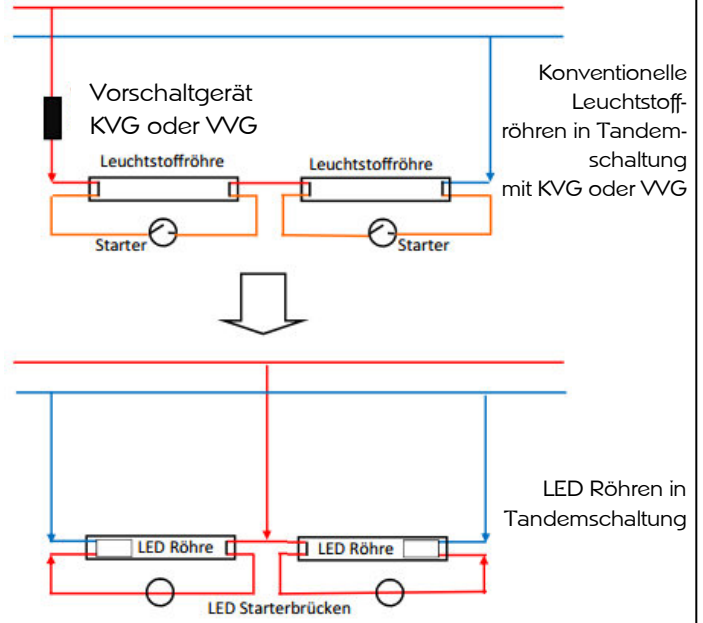 Konventionelle
Leuchtstoff-
röhren in Tandem-
schaltung
mit KVG oder VVG
Vorschaltgerät
KVG oder VVG
Leuchtstoffröhre
Leuchtstoffröhre
Starter
Starter
LED Röhren in
Tandemschaltung
LED Röhre
LED Röhre
LED Starterbrücken